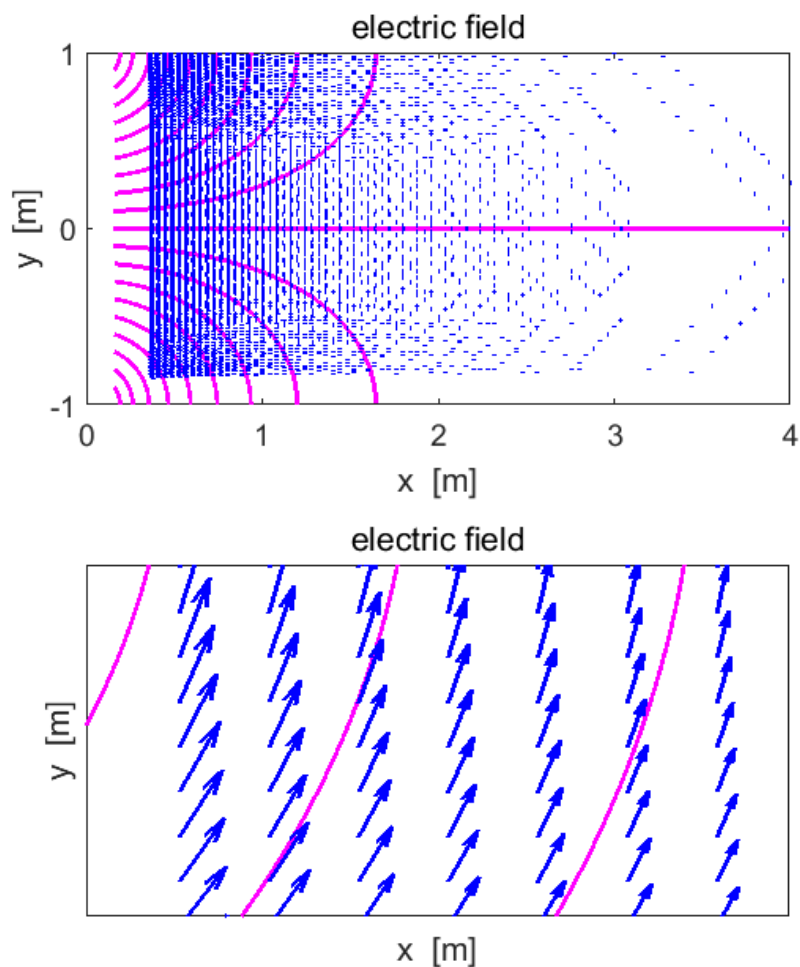 electric field
1
0
-1
y [m]
0 1 2 3 4
x [m]
electric field
y [m]
x [m]